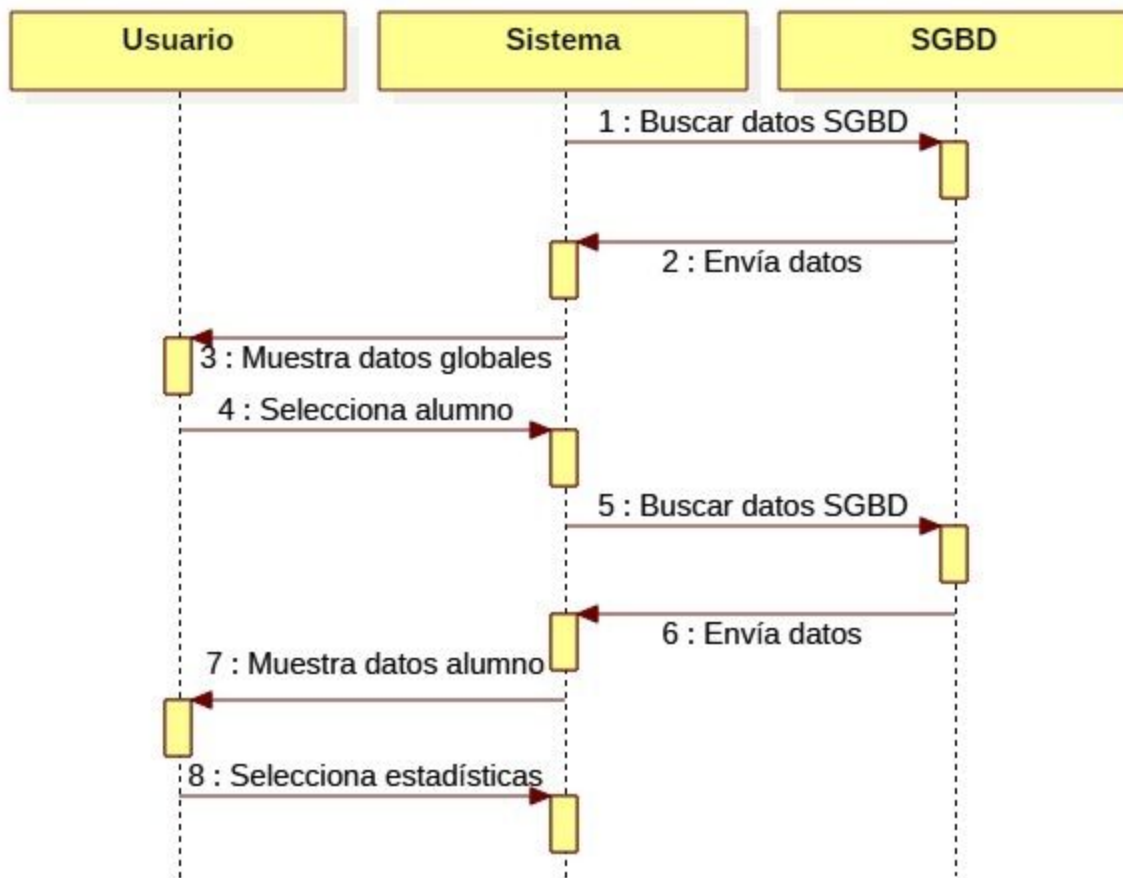 Usuario
Sistema
SGBD
1 : Buscar datos SGBD
2 : Envía datos
3 : Muestra datos globales
4 : Selecciona alumno
5 : Buscar datos SGBD
6 : Envía datos
7 : Muestra datos alumno
8 : Selecciona estadísticas